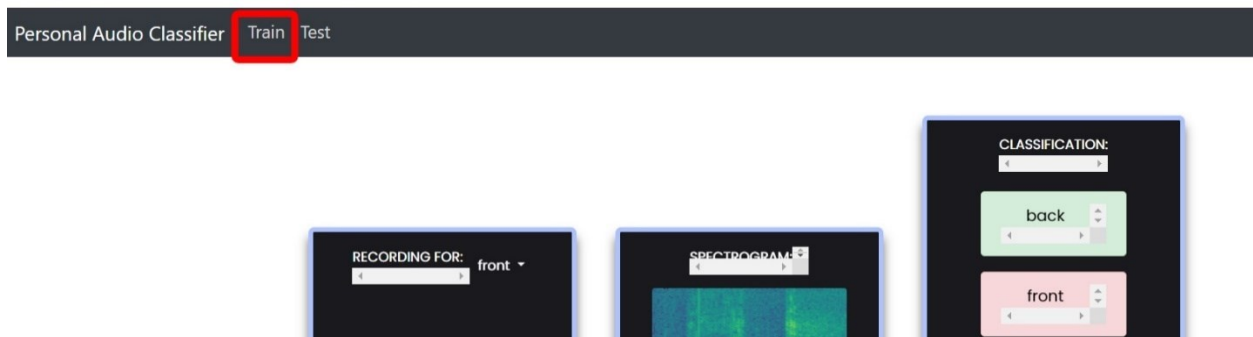 Personal Audio Classifier Train Test
CLASSIFICATION:
back
front
RECORDING FOR: front
SPECTROGRAM: